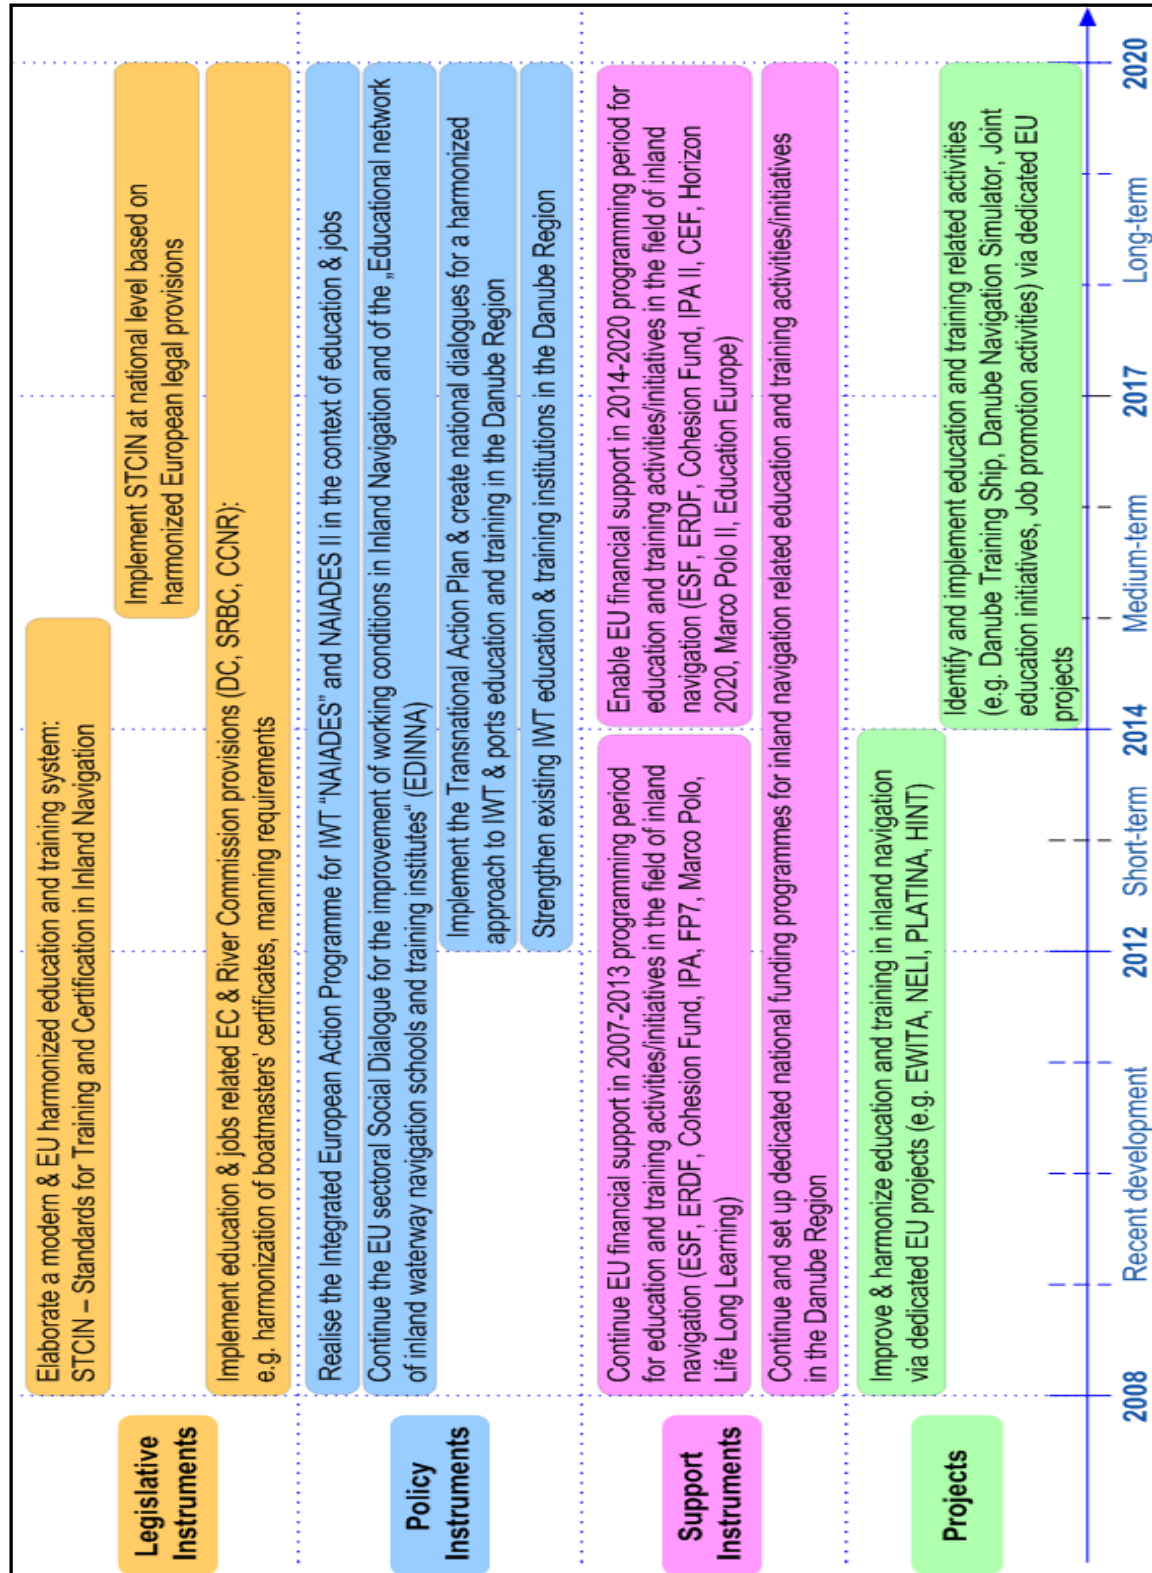 Legislative
Instruments
Elaborate a modern & EU harmonized education and training system:
STCIN – Standards for Training and Certification in Inland Navigation
Implement STCIN at national level based on
harmonized European legal provisions
Implement education & jobs related EC & River Commission provisions (DC, SRBC, CCNR):
e.g. harmonization of boatmasters' certificates, manning requirements
Policy
Instruments
Realise the Integrated European Action Programme for IWT “NAIADES” and NAIADES II in the context of education & jobs
Continue the EU sectoral Social Dialogue for the improvement of working conditions in Inland Navigation and of the „Educational network
of inland waterway navigation schools and training institutes“ (EDINNA)
Implement the Transnational Action Plan & create national dialogues for a harmonized
approach to IWT & ports education and training in the Danube Region
Strengthen existing IWT education & training institutions in the Danube Region
Support
Instruments
Continue EU financial support in 2007-2013 programming period
for education and training activities/initiatives in the field of inland
navigation (ESF, ERDF, Cohesion Fund, IPA, FP7, Marco Polo,
Life Long Learning)
Enable EU financial support in 2014-2020 programming period for
education and training activities/initiatives in the field of inland
navigation (ESF, ERDF, Cohesion Fund, IPA II, CEF, Horizon
2020, Marco Polo II, Education Europe)
Continue and set up dedicated national funding programmes for inland navigation related education and training activities/initiatives
in the Danube Region
Projects
Improve & harmonize education and training in inland navigation
via dedicated EU projects (e.g. EWITA, NELI, PLATINA, HINT)
Identify and implement education and training related activities
(e.g. Danube Training Ship, Danube Navigation Simulator, Joint
education initiatives, Job promotion activities) via dedicated EU
projects
2008
Recent development
2012
Short-term
2014
Medium-term
2017
Long-term
2020